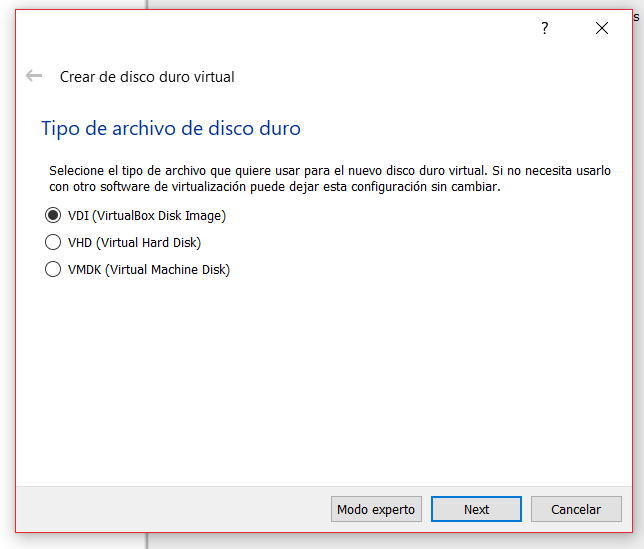 s
?
Crear de disco duro virtual
Tipo de archivo de disco duro
Selecione el tipo de archivo que quiere usar para el nuevo disco duro virtual. Si no necesita usarlo
con otro software de virtualización puede dejar esta configuración sin cambiar.
VDI (VirtualBox Disk Image)
VHD (Virtual Hard Disk)
VMDK (Virtual Machine Disk)
Modo experto Next Cancelar